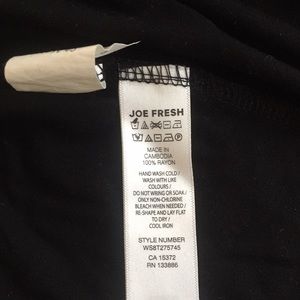 JOE FRESH
MADE IN
CAMBODIA
100% RAYON
HAND WASH COLD /
WASH WITH LIKE
COLOURS /
DO NOT WRING OR SOAK /
ONLY NON-CHLORINE
BLEACH WHEN NEEDED /
RE-SHAPE AND LAY FLAT
TO DRY /
COOL IRON
STYLE NUMBER
WS8T275745
CA 15372
RN 133886